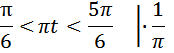 π/6 < πt < 5π/6 |· 1/π